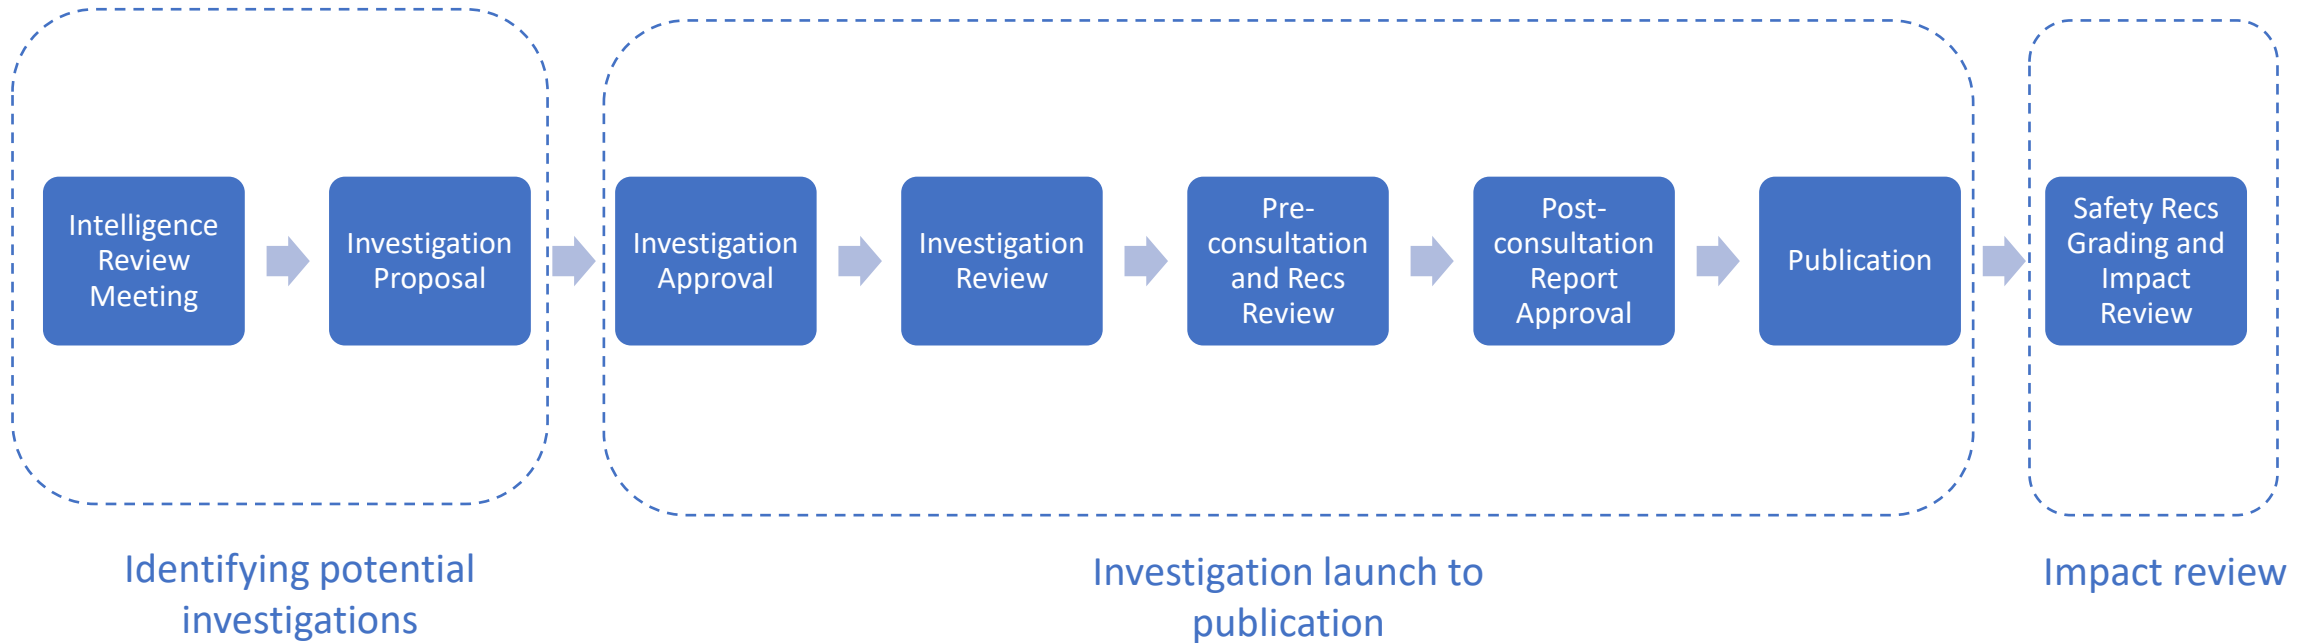 Intelligence
Review
Meeting
Investigation
Proposal
Investigation
Approval
Investigation
Review
Pre-
consultation
and Recs
Review
Post-
consultation
Report
Approval
Publication
Safety Recs
Grading and
Impact
Review
Identifying potential
investigations
Investigation launch to
publication
Impact review